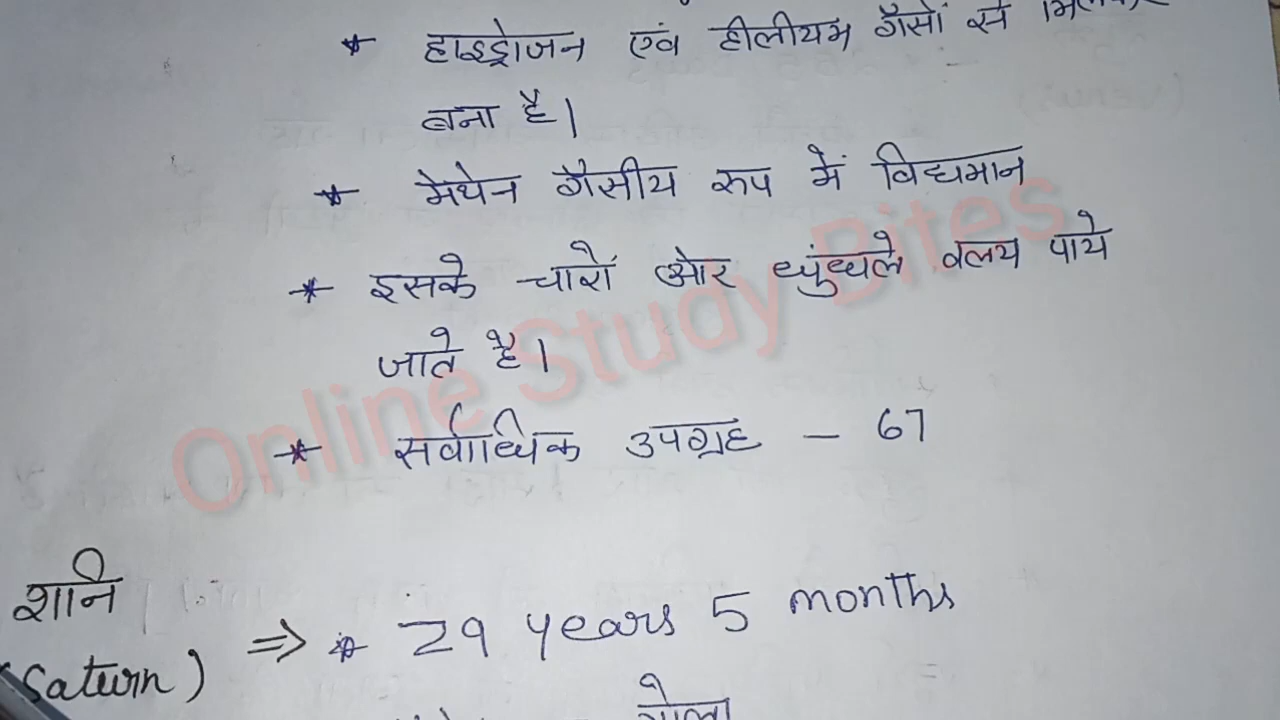 * हाइड्रोजन एवं हीलीयम गैसों से मिलकर
बना है।
* मेथेन गैसीय रूप में विद्यमान
* इसके चारों ओर धुंधले वलय पाये
जाते है।
* सर्वाधिक उपग्रह – 67
Online Study Bites
शनि
(Saturn) => * 29 years 5 months
गोला